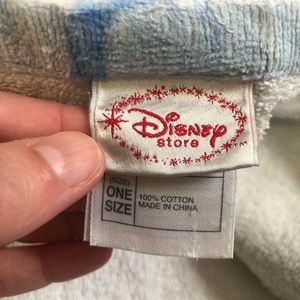 Disney
store
(SIZE)
ONE
SIZE
100% COTTON
MADE IN CHINA